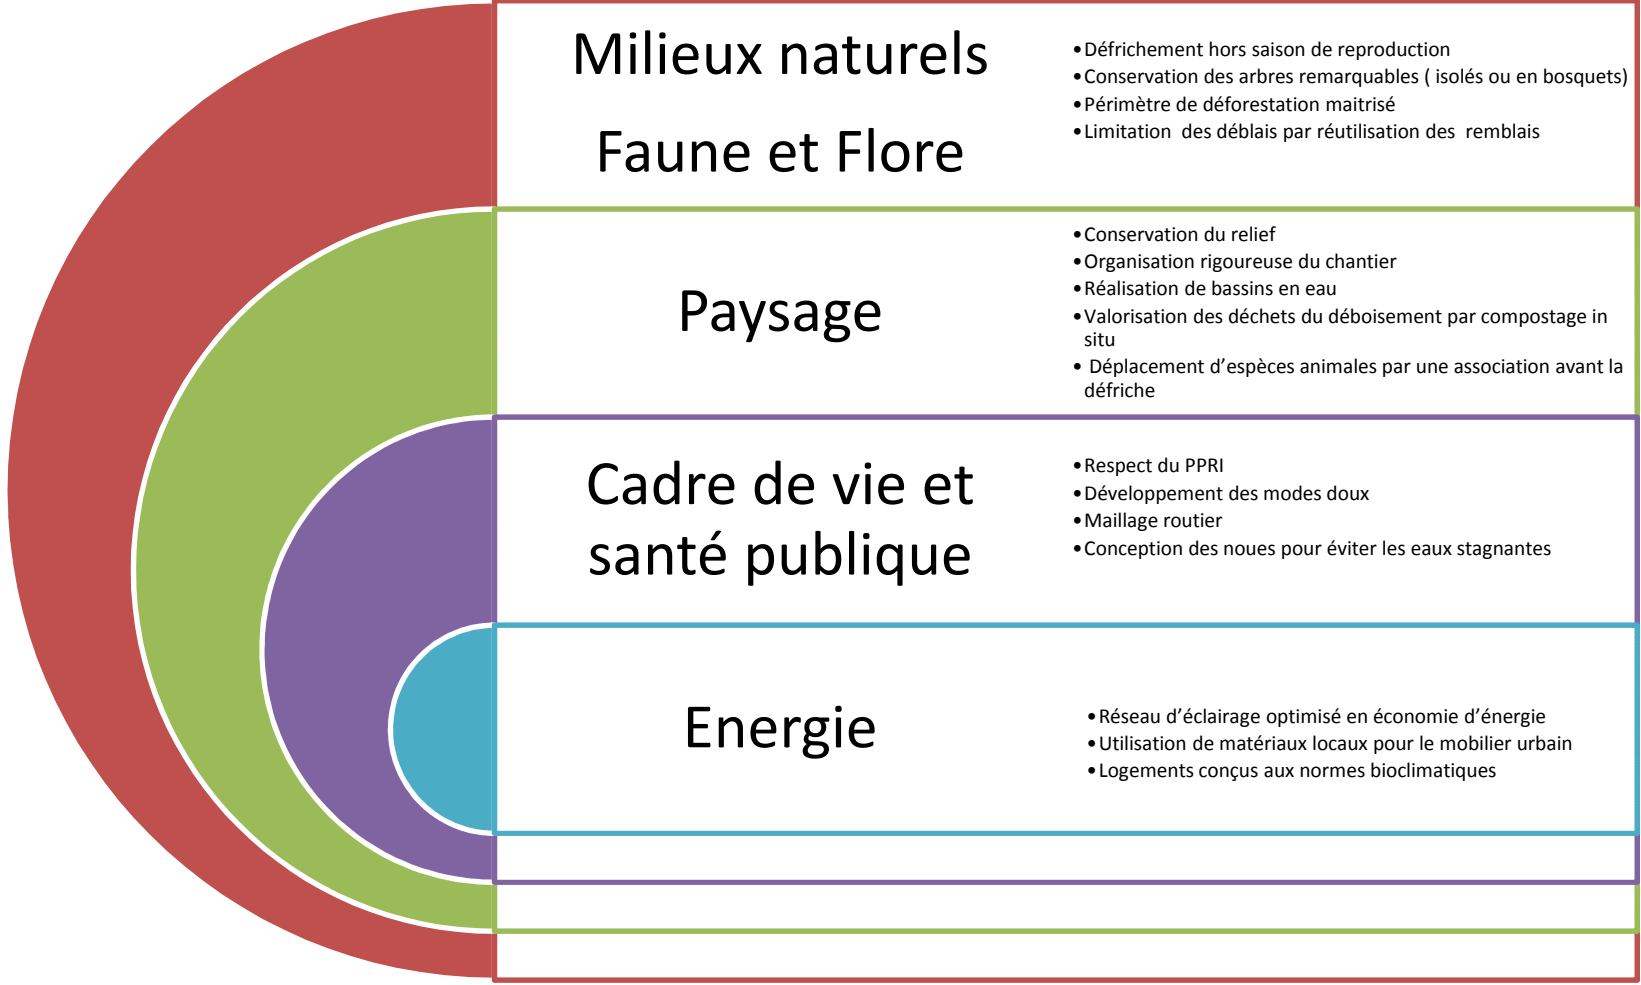 Milieux naturels
Faune et Flore
•Défrichement hors saison de reproduction
•Conservation des arbres remarquables ( isolés ou en bosquets)
•Périmètre de déforestation maitrisé
•Limitation des déblais par réutilisation des remblais
Paysage
•Conservation du relief
•Organisation rigoureuse du chantier
•Réalisation de bassins en eau
•Valorisation des déchets du déboisement par compostage in
situ
• Déplacement d’espèces animales par une association avant la
défriche
Cadre de vie et
santé publique
•Respect du PPRI
•Développement des modes doux
•Maillage routier
•Conception des noues pour éviter les eaux stagnantes
Energie
•Réseau d’éclairage optimisé en économie d’énergie
•Utilisation de matériaux locaux pour le mobilier urbain
•Logements conçus aux normes bioclimatiques